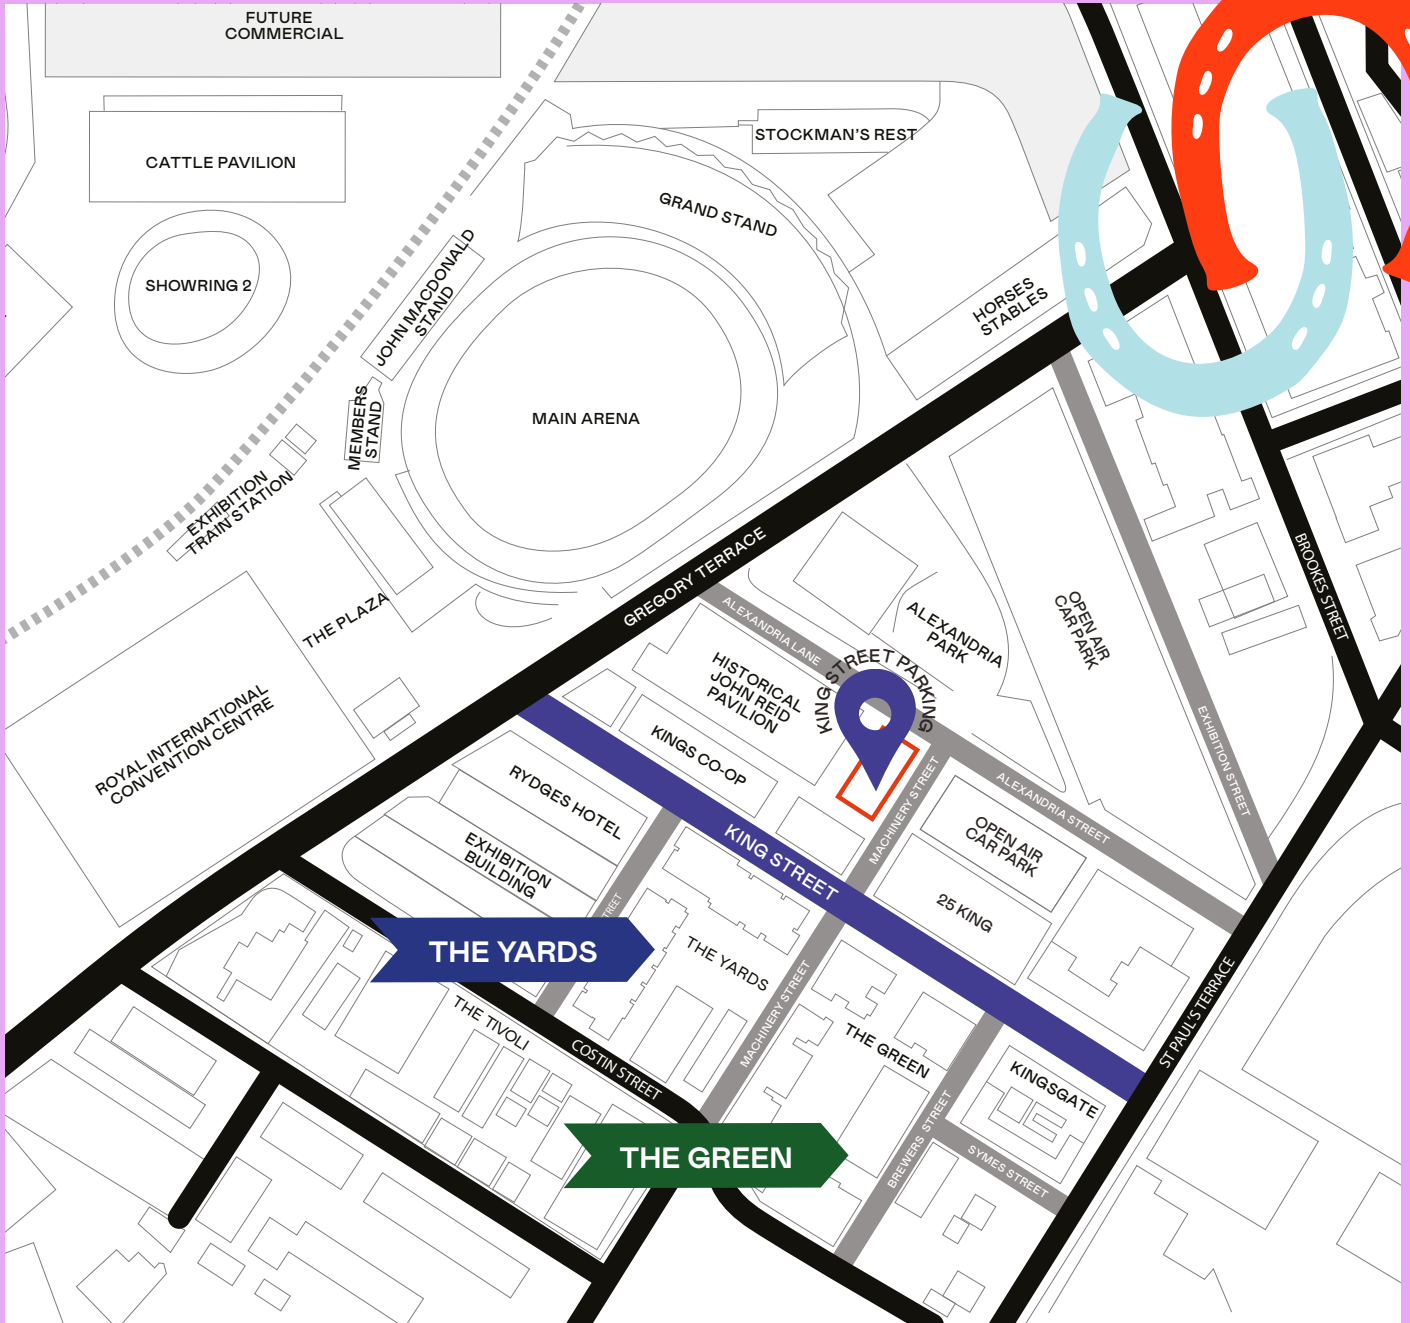 FUTURE
COMMERCIAL
CATTLE PAVILION
STOCKMAN'S REST
GRAND STAND
SHOWRING 2
JOHN MACDONALD
STAND
HORSES
STABLES
MEMBERS
STAND
MAIN ARENA
EXHIBITION
TRAIN STATION
GREGORY TERRACE
BROOKES STREET
THE PLAZA
ALEXANDRIA LANE
ALEXANDRIA
PARK
OPEN AIR
CAR PARK
HISTORICAL
JOHN REID
PAVILION
KING STREET PARKING
ROYAL INTERNATIONAL
CONVENTION CENTRE
KINGS CO-OP
EXHIBITION STREET
RYDGES HOTEL
MACHINERY STREET
ALEXANDRIA STREET
OPEN AIR
CAR PARK
KING STREET
EXHIBITION
BUILDING
25 KING
THE YARDS
THE YARDS
MACHINERY STREET
ST PAUL'S TERRACE
THE TIVOLI
COSTIN STREET
THE GREEN
KINGSGATE
BREWERS STREET
SYMES STREET
THE GREEN